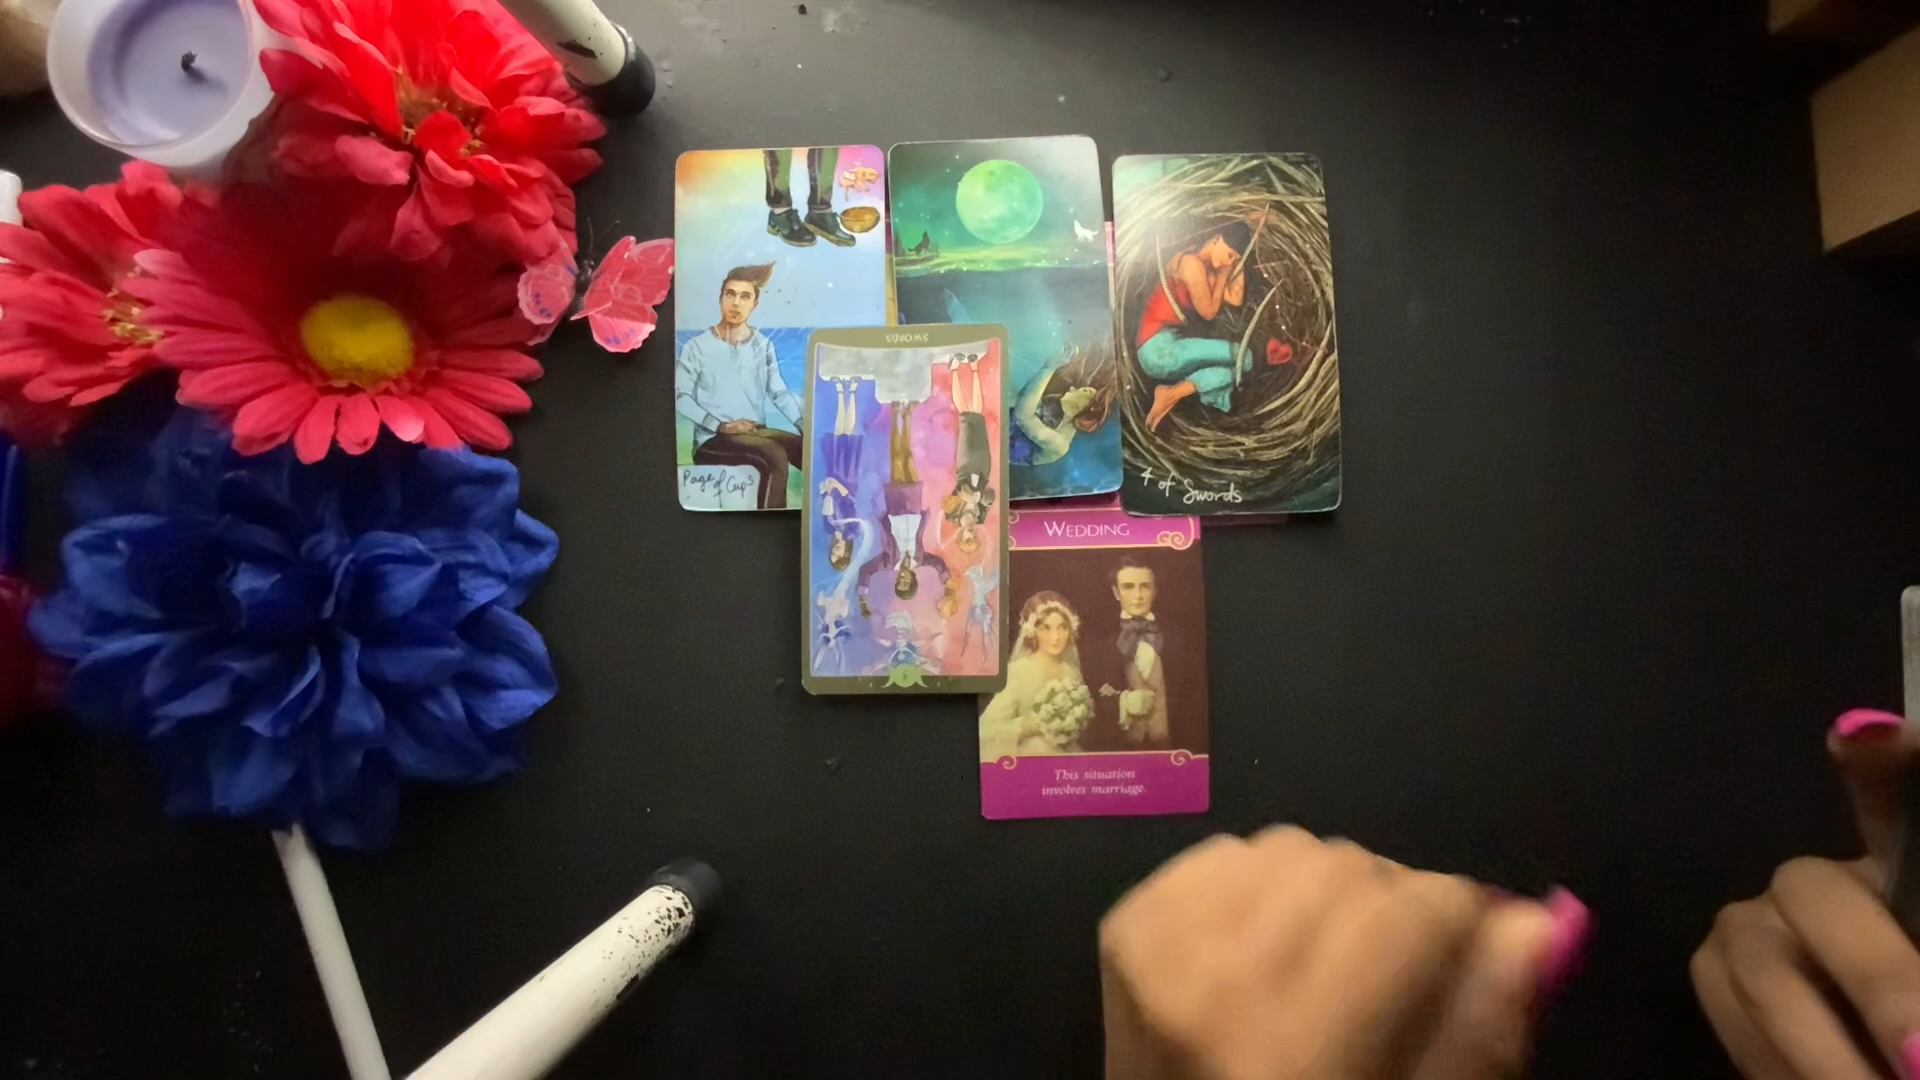 Page of Cups
4 of Swords
SWORDS
WEDDING
This situation
involves marriage.